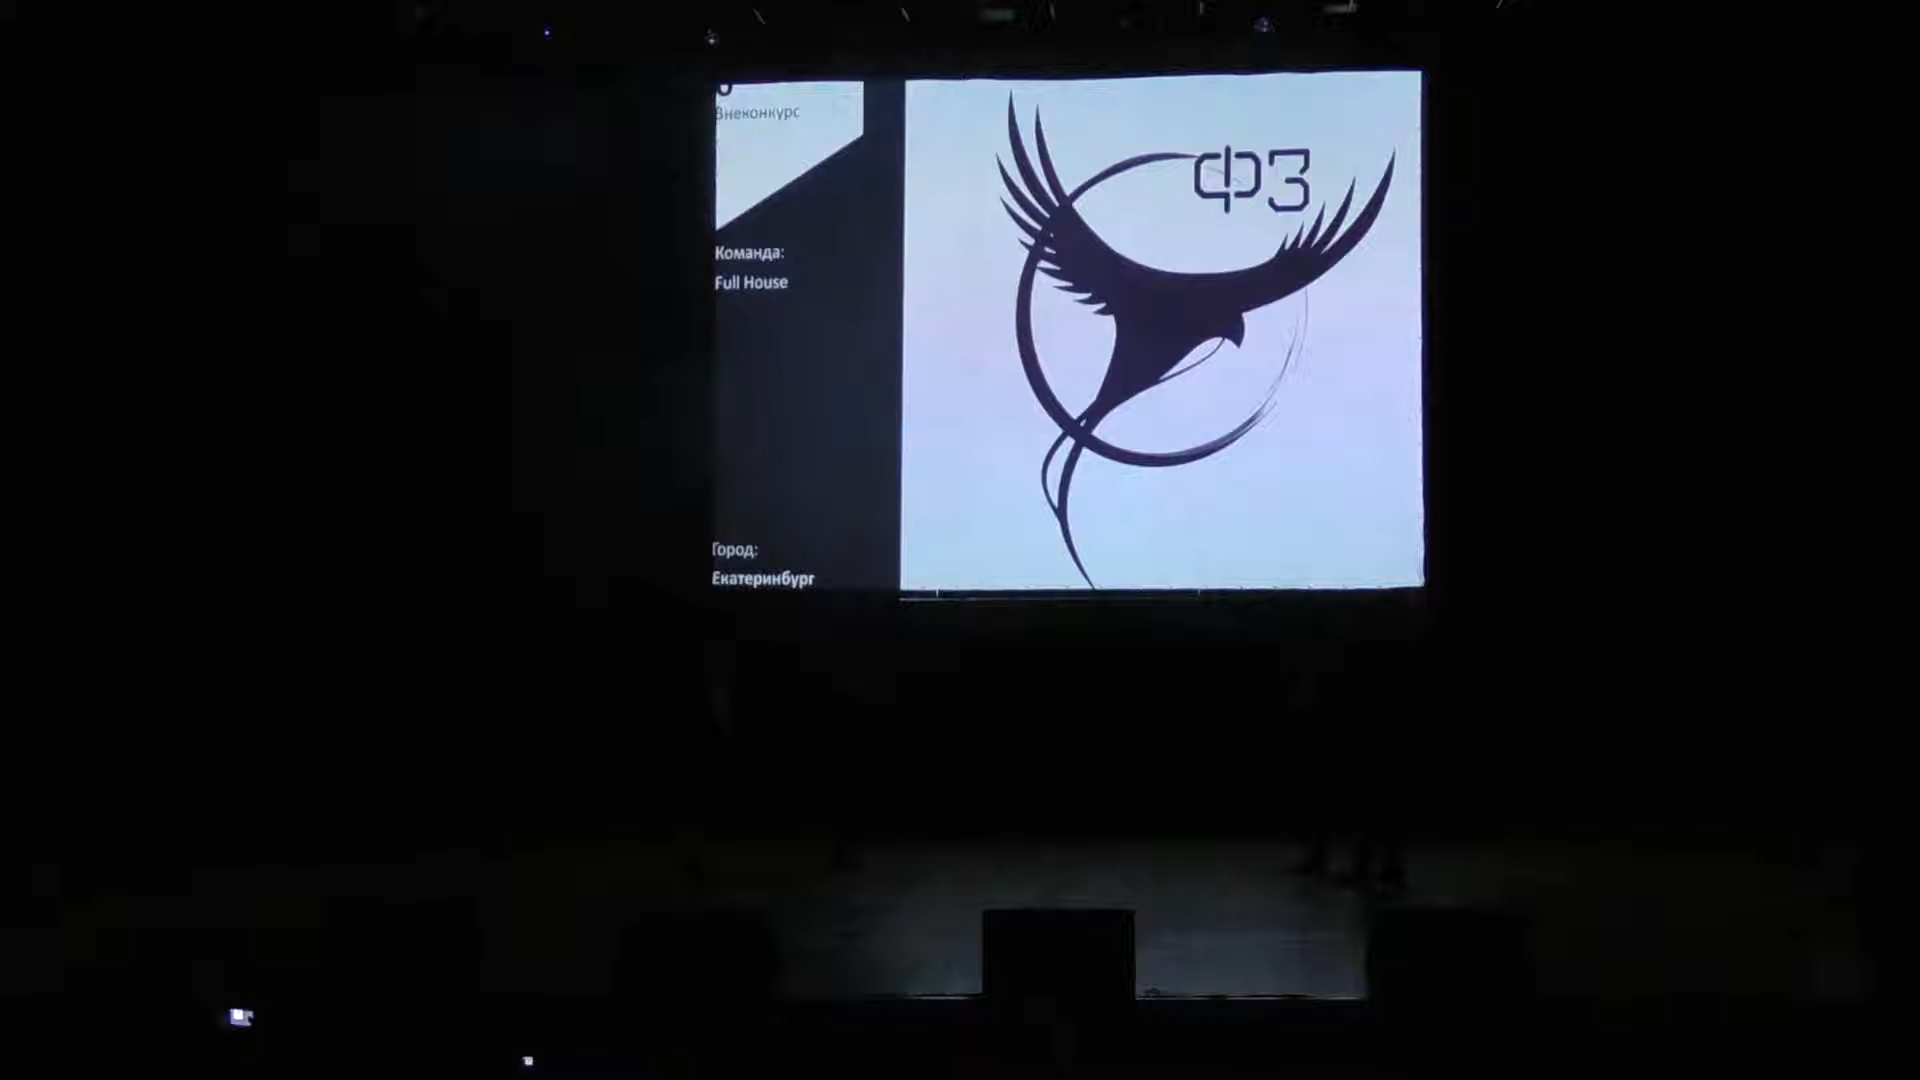 Внеконкурс
ФЗ
Команда:
Full House
Город:
Екатеринбург